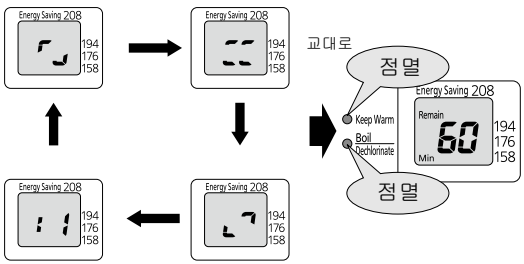 Energy Saving 208
194
176
158
Energy Saving 208
194
176
158
교대로
점멸
Energy Saving 208
Remain
60
Min
194
176
158
Keep Warm
Boil
Dechlorinate
점멸
Energy Saving 208
194
176
158
Energy Saving 208
194
176
158